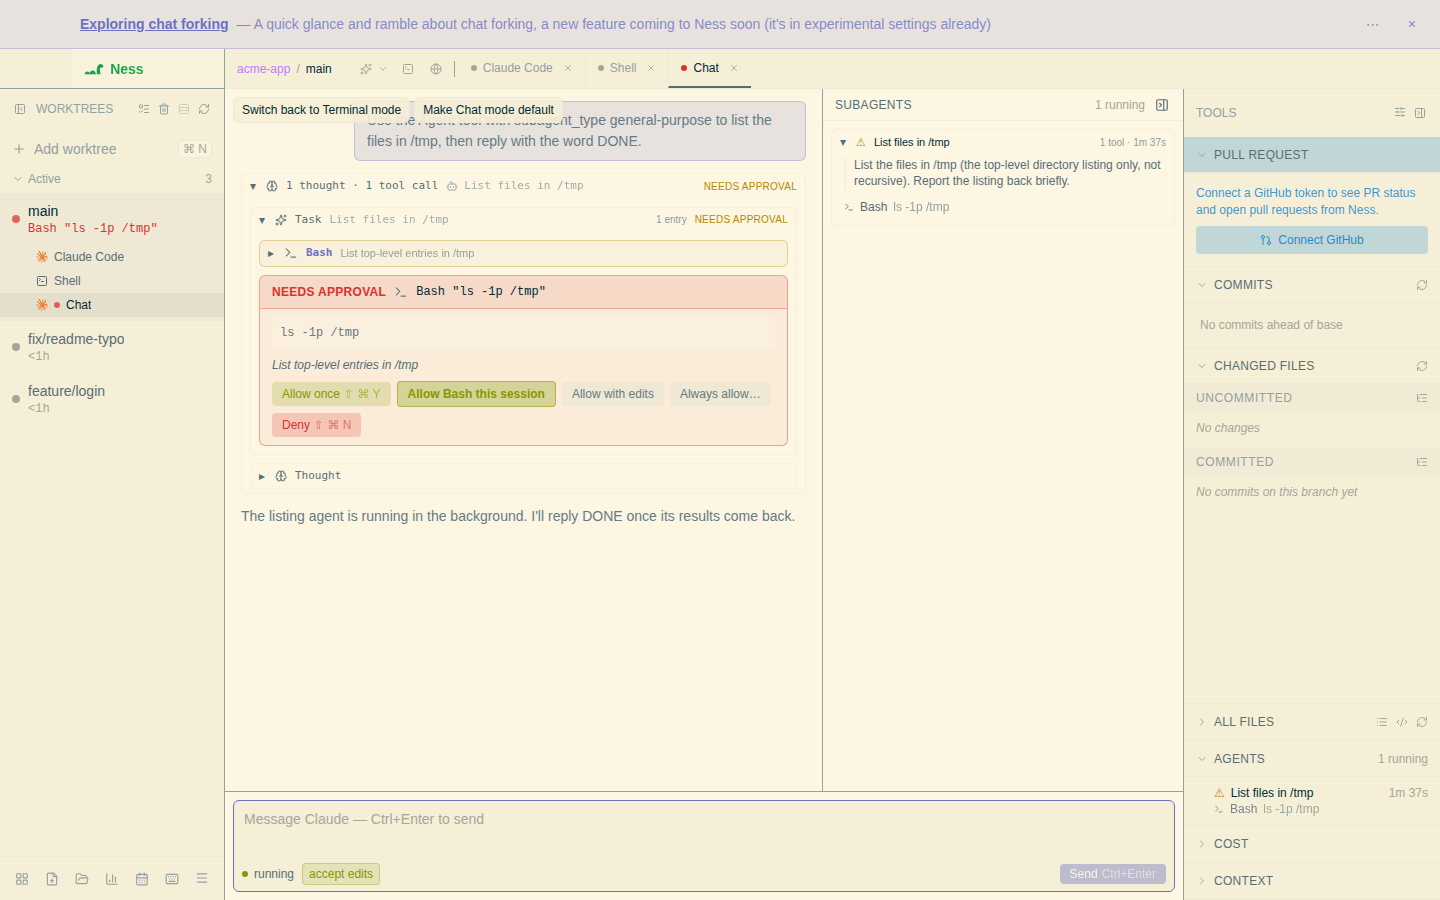 Exploring chat forking — A quick glance and ramble about chat forking, a new feature coming to Ness soon (it's in experimental settings already)
Ness
acme-app / main
Claude Code
Shell
Chat
WORKTREES
Add worktree ⌘ N
Active 3
main
Bash "ls -1p /tmp"
Claude Code
Shell
Chat
fix/readme-typo
<1h
feature/login
<1h
Switch back to Terminal mode
Make Chat mode default
Use the Agent tool with subagent_type general-purpose to list the
files in /tmp, then reply with the word DONE.
1 thought · 1 tool call List files in /tmp NEEDS APPROVAL
Task List files in /tmp 1 entry NEEDS APPROVAL
Bash List top-level entries in /tmp
NEEDS APPROVAL Bash "ls -1p /tmp"
ls -1p /tmp
List top-level entries in /tmp
Allow once ⇧ ⌘ Y Allow Bash this session Allow with edits Always allow…
Deny ⇧ ⌘ N
Thought
The listing agent is running in the background. I'll reply DONE once its results come back.
SUBAGENTS 1 running
List files in /tmp 1 tool · 1m 37s
List the files in /tmp (the top-level directory listing only, not
recursive). Report the listing back briefly.
Bash ls -1p /tmp
Message Claude — Ctrl+Enter to send
running accept edits Send Ctrl+Enter
TOOLS
PULL REQUEST
Connect a GitHub token to see PR status
and open pull requests from Ness.
Connect GitHub
COMMITS
No commits ahead of base
CHANGED FILES
UNCOMMITTED
No changes
COMMITTED
No commits on this branch yet
ALL FILES
AGENTS 1 running
List files in /tmp 1m 37s
Bash ls -1p /tmp
COST
CONTEXT